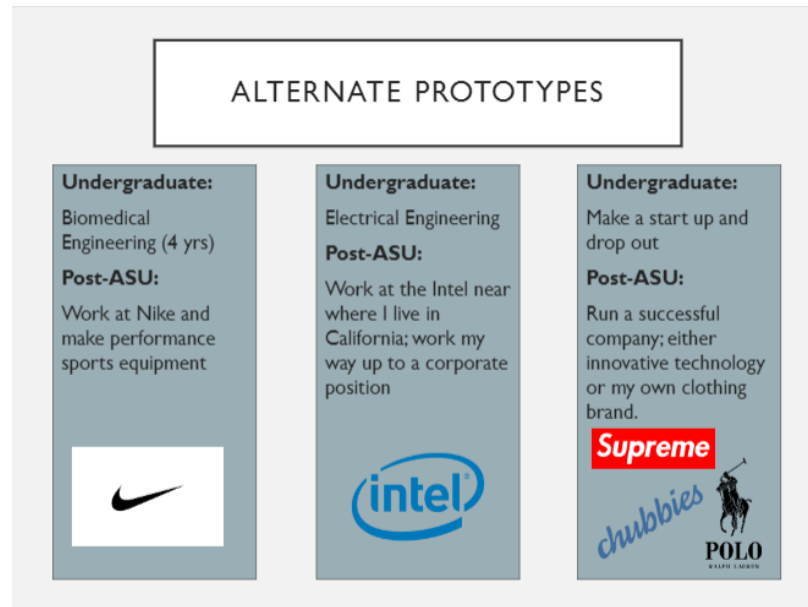 ALTERNATE PROTOTYPES
Undergraduate:
Biomedical
Engineering (4 yrs)
Post-ASU:
Work at Nike and
make performance
sports equipment
Undergraduate:
Electrical Engineering
Post-ASU:
Work at the Intel near
where I live in
California; work my
way up to a corporate
position
intel
Undergraduate:
Make a start up and
drop out
Post-ASU:
Run a successful
company; either
innovative technology
or my own clothing
brand.
Supreme
chubbies
POLO
RALPH LAUREN